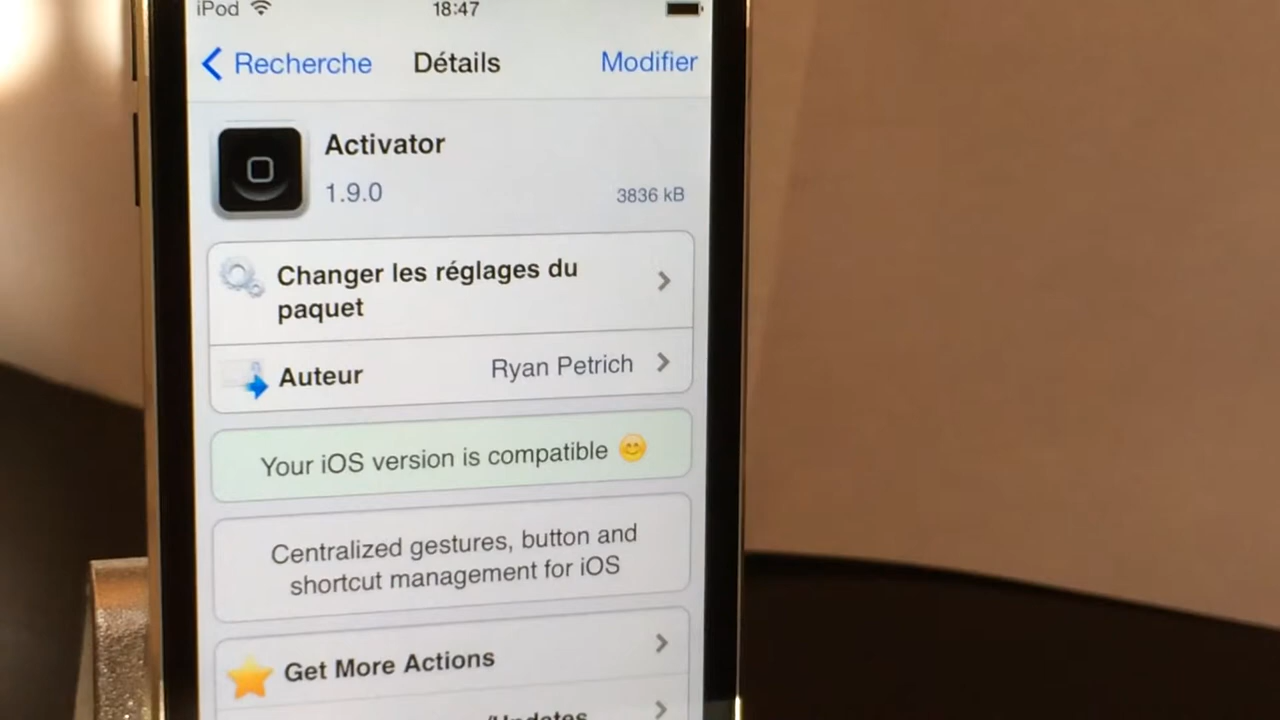 iPod 18:47
Recherche Détails Modifier
Activator
1.9.0 3836 kB
Changer les réglages du
paquet
Auteur Ryan Petrich
Your iOS version is compatible 😊
Centralized gestures, button and
shortcut management for iOS
Get More Actions
/Updates